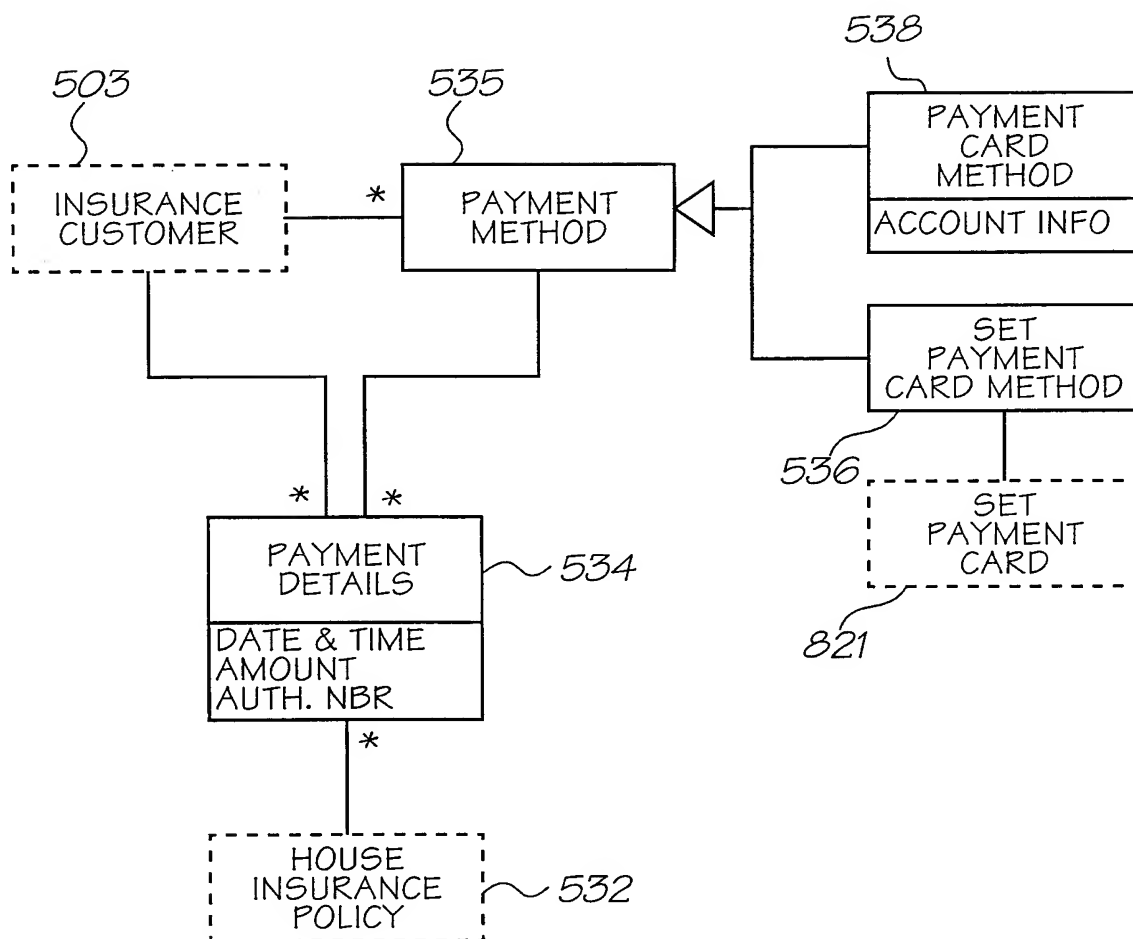 538
503
535
PAYMENT
CARD
METHOD
ACCOUNT INFO
INSURANCE
CUSTOMER
*
PAYMENT
METHOD
SET
PAYMENT
CARD METHOD
536
SET
PAYMENT
CARD
821
*
*
PAYMENT
DETAILS
534
DATE & TIME
AMOUNT
AUTH. NBR
*
HOUSE
INSURANCE
POLICY
532